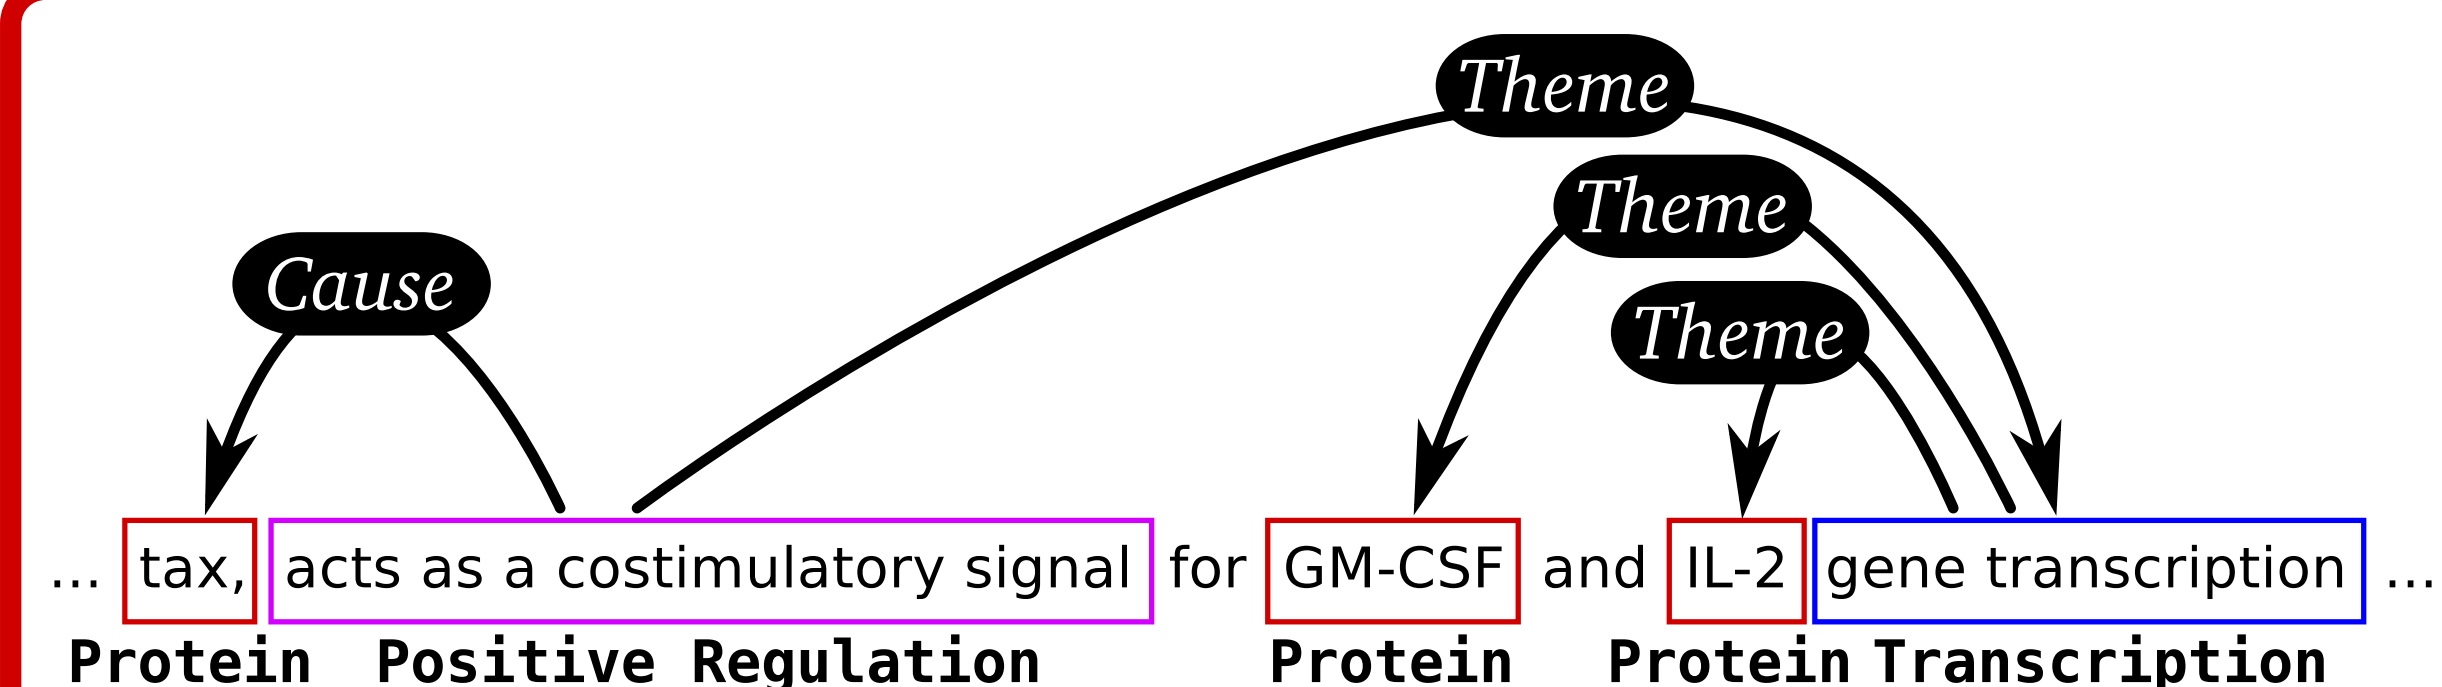 Theme
Theme
Cause
Theme
... tax, acts as a costimulatory signal for GM-CSF and IL-2 gene transcription ...
Protein Positive Regulation Protein Protein Transcription